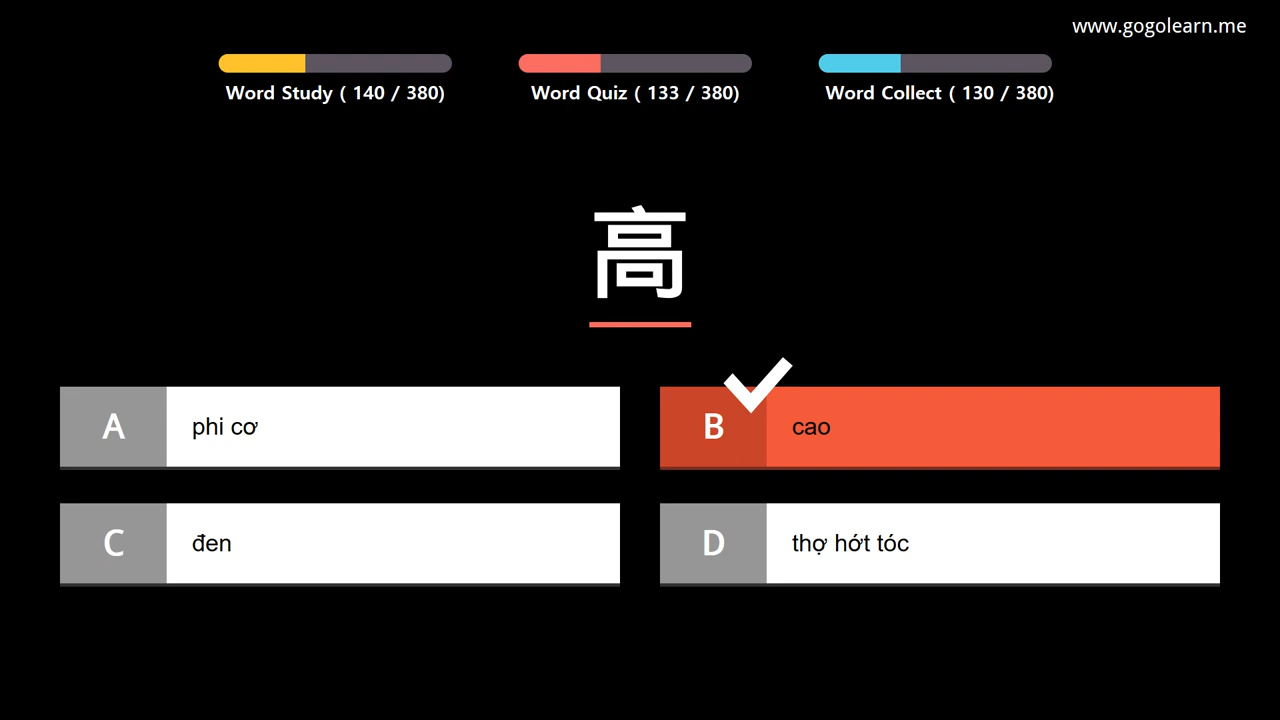 www.gogolearn.me
Word Study ( 140 / 380)
Word Quiz ( 133 / 380)
Word Collect ( 130 / 380)
高
A phi cơ
B cao
C đen
D thợ hớt tóc